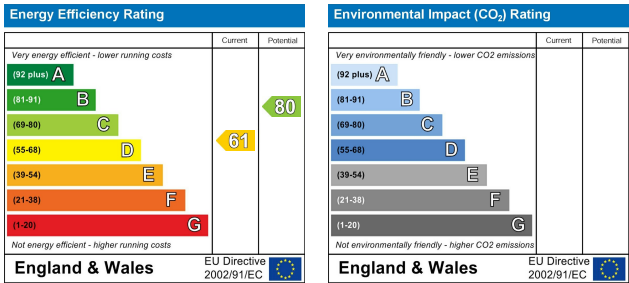 Energy Efficiency Rating
Current Potential
Very energy efficient - lower running costs
(92 plus) A
(81-91) B
(69-80) C
(55-68) D
(39-54) E
(21-38) F
(1-20) G
61
80
Not energy efficient - higher running costs
England & Wales
EU Directive
2002/91/EC
Environmental Impact (CO₂) Rating
Current Potential
Very environmentally friendly - lower CO2 emissions
(92 plus) A
(81-91) B
(69-80) C
(55-68) D
(39-54) E
(21-38) F
(1-20) G
Not environmentally friendly - higher CO2 emissions
England & Wales
EU Directive
2002/91/EC